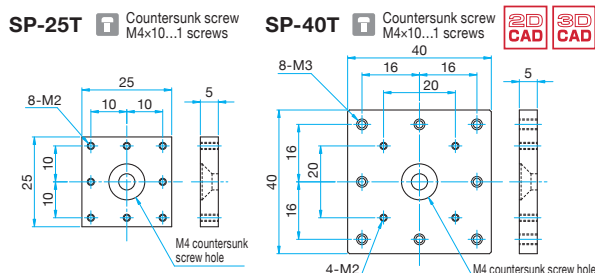 SP-25T Countersunk screw
M4×10...1 screws
25
5
8-M2
10 10
25
10
10
M4 countersunk
screw hole
SP-40T Countersunk screw
M4×10...1 screws
2D
CAD
3D
CAD
40
8-M3
16 16
20
5
40
16
20
16
4-M2
M4 countersunk screw hole